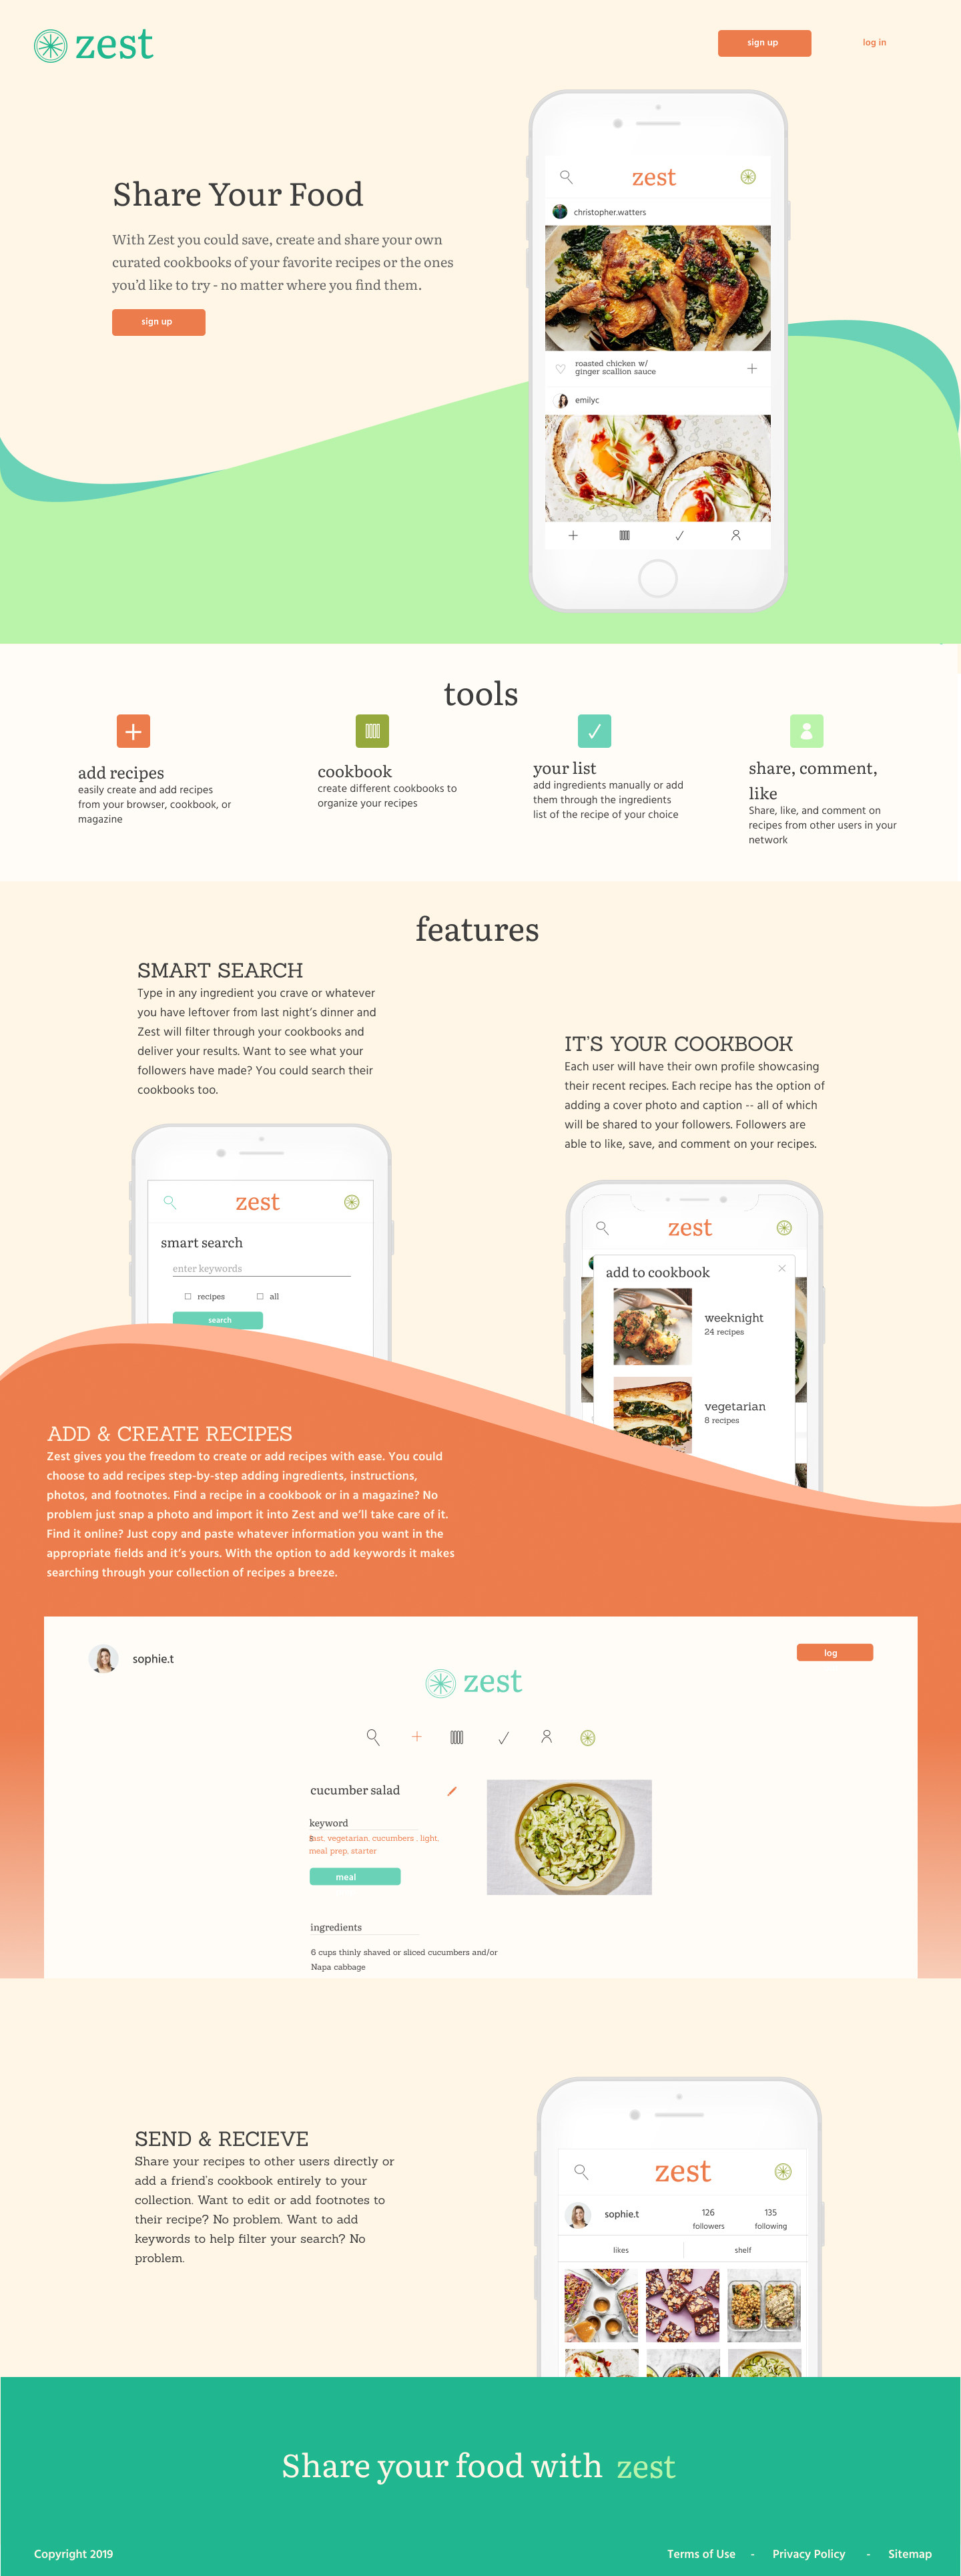 zest
sign up
log in
Share Your Food
With Zest you could save, create and share your own
curated cookbooks of your favorite recipes or the ones
you'd like to try - no matter where you find them.
sign up
zest
christopher.watters
roasted chicken w/
ginger scallion sauce
emilyc
tools
add recipes
easily create and add recipes
from your browser, cookbook, or
magazine
cookbook
create different cookbooks to
organize your recipes
your list
add ingredients manually or add
them through the ingredients
list of the recipe of your choice
share, comment,
like
Share, like, and comment on
recipes from other users in your
network
features
SMART SEARCH
Type in any ingredient you crave or whatever
you have leftover from last night's dinner and
Zest will filter through your cookbooks and
deliver your results. Want to see what your
followers have made? You could search their
cookbooks too.
IT'S YOUR COOKBOOK
Each user will have their own profile showcasing
their recent recipes. Each recipe has the option of
adding a cover photo and caption -- all of which
will be shared to your followers. Followers are
able to like, save, and comment on your recipes.
zest
smart search
enter keywords
recipes
all
search
zest
add to cookbook
weeknight
24 recipes
vegetarian
8 recipes
ADD & CREATE RECIPES
Zest gives you the freedom to create or add recipes with ease. You could
choose to add recipes step-by-step adding ingredients, instructions,
photos, and footnotes. Find a recipe in a cookbook or in a magazine? No
problem just snap a photo and import it into Zest and we'll take care of it.
Find it online? Just copy and paste whatever information you want in the
appropriate fields and it's yours. With the option to add keywords it makes
searching through your collection of recipes a breeze.
sophie.t
log
zest
cucumber salad
keyword
s
fast, vegetarian, cucumbers , light,
meal prep, starter
meal
ingredients
6 cups thinly shaved or sliced cucumbers and/or
Napa cabbage
SEND & RECIEVE
Share your recipes to other users directly or
add a friend's cookbook entirely to your
collection. Want to edit or add footnotes to
their recipe? No problem. Want to add
keywords to help filter your search? No
problem.
zest
sophie.t
126
followers
135
following
likes
shelf
Share your food with zest
Copyright 2019
Terms of Use - Privacy Policy - Sitemap